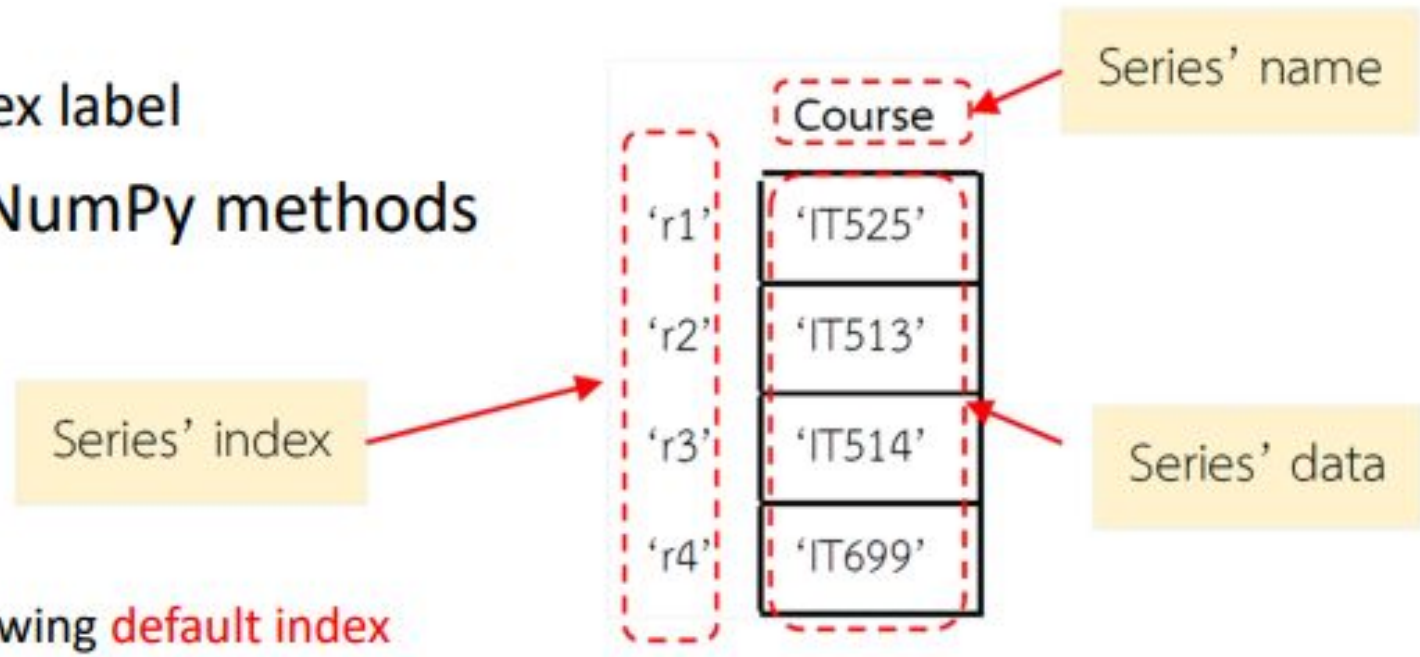 ex label
NumPy methods
Series’ name
Course
‘r1’ ‘IT525’
‘r2’ ‘IT513’
Series’ index
‘r3’ ‘IT514’
Series’ data
‘r4’ ‘IT699’
wing default index